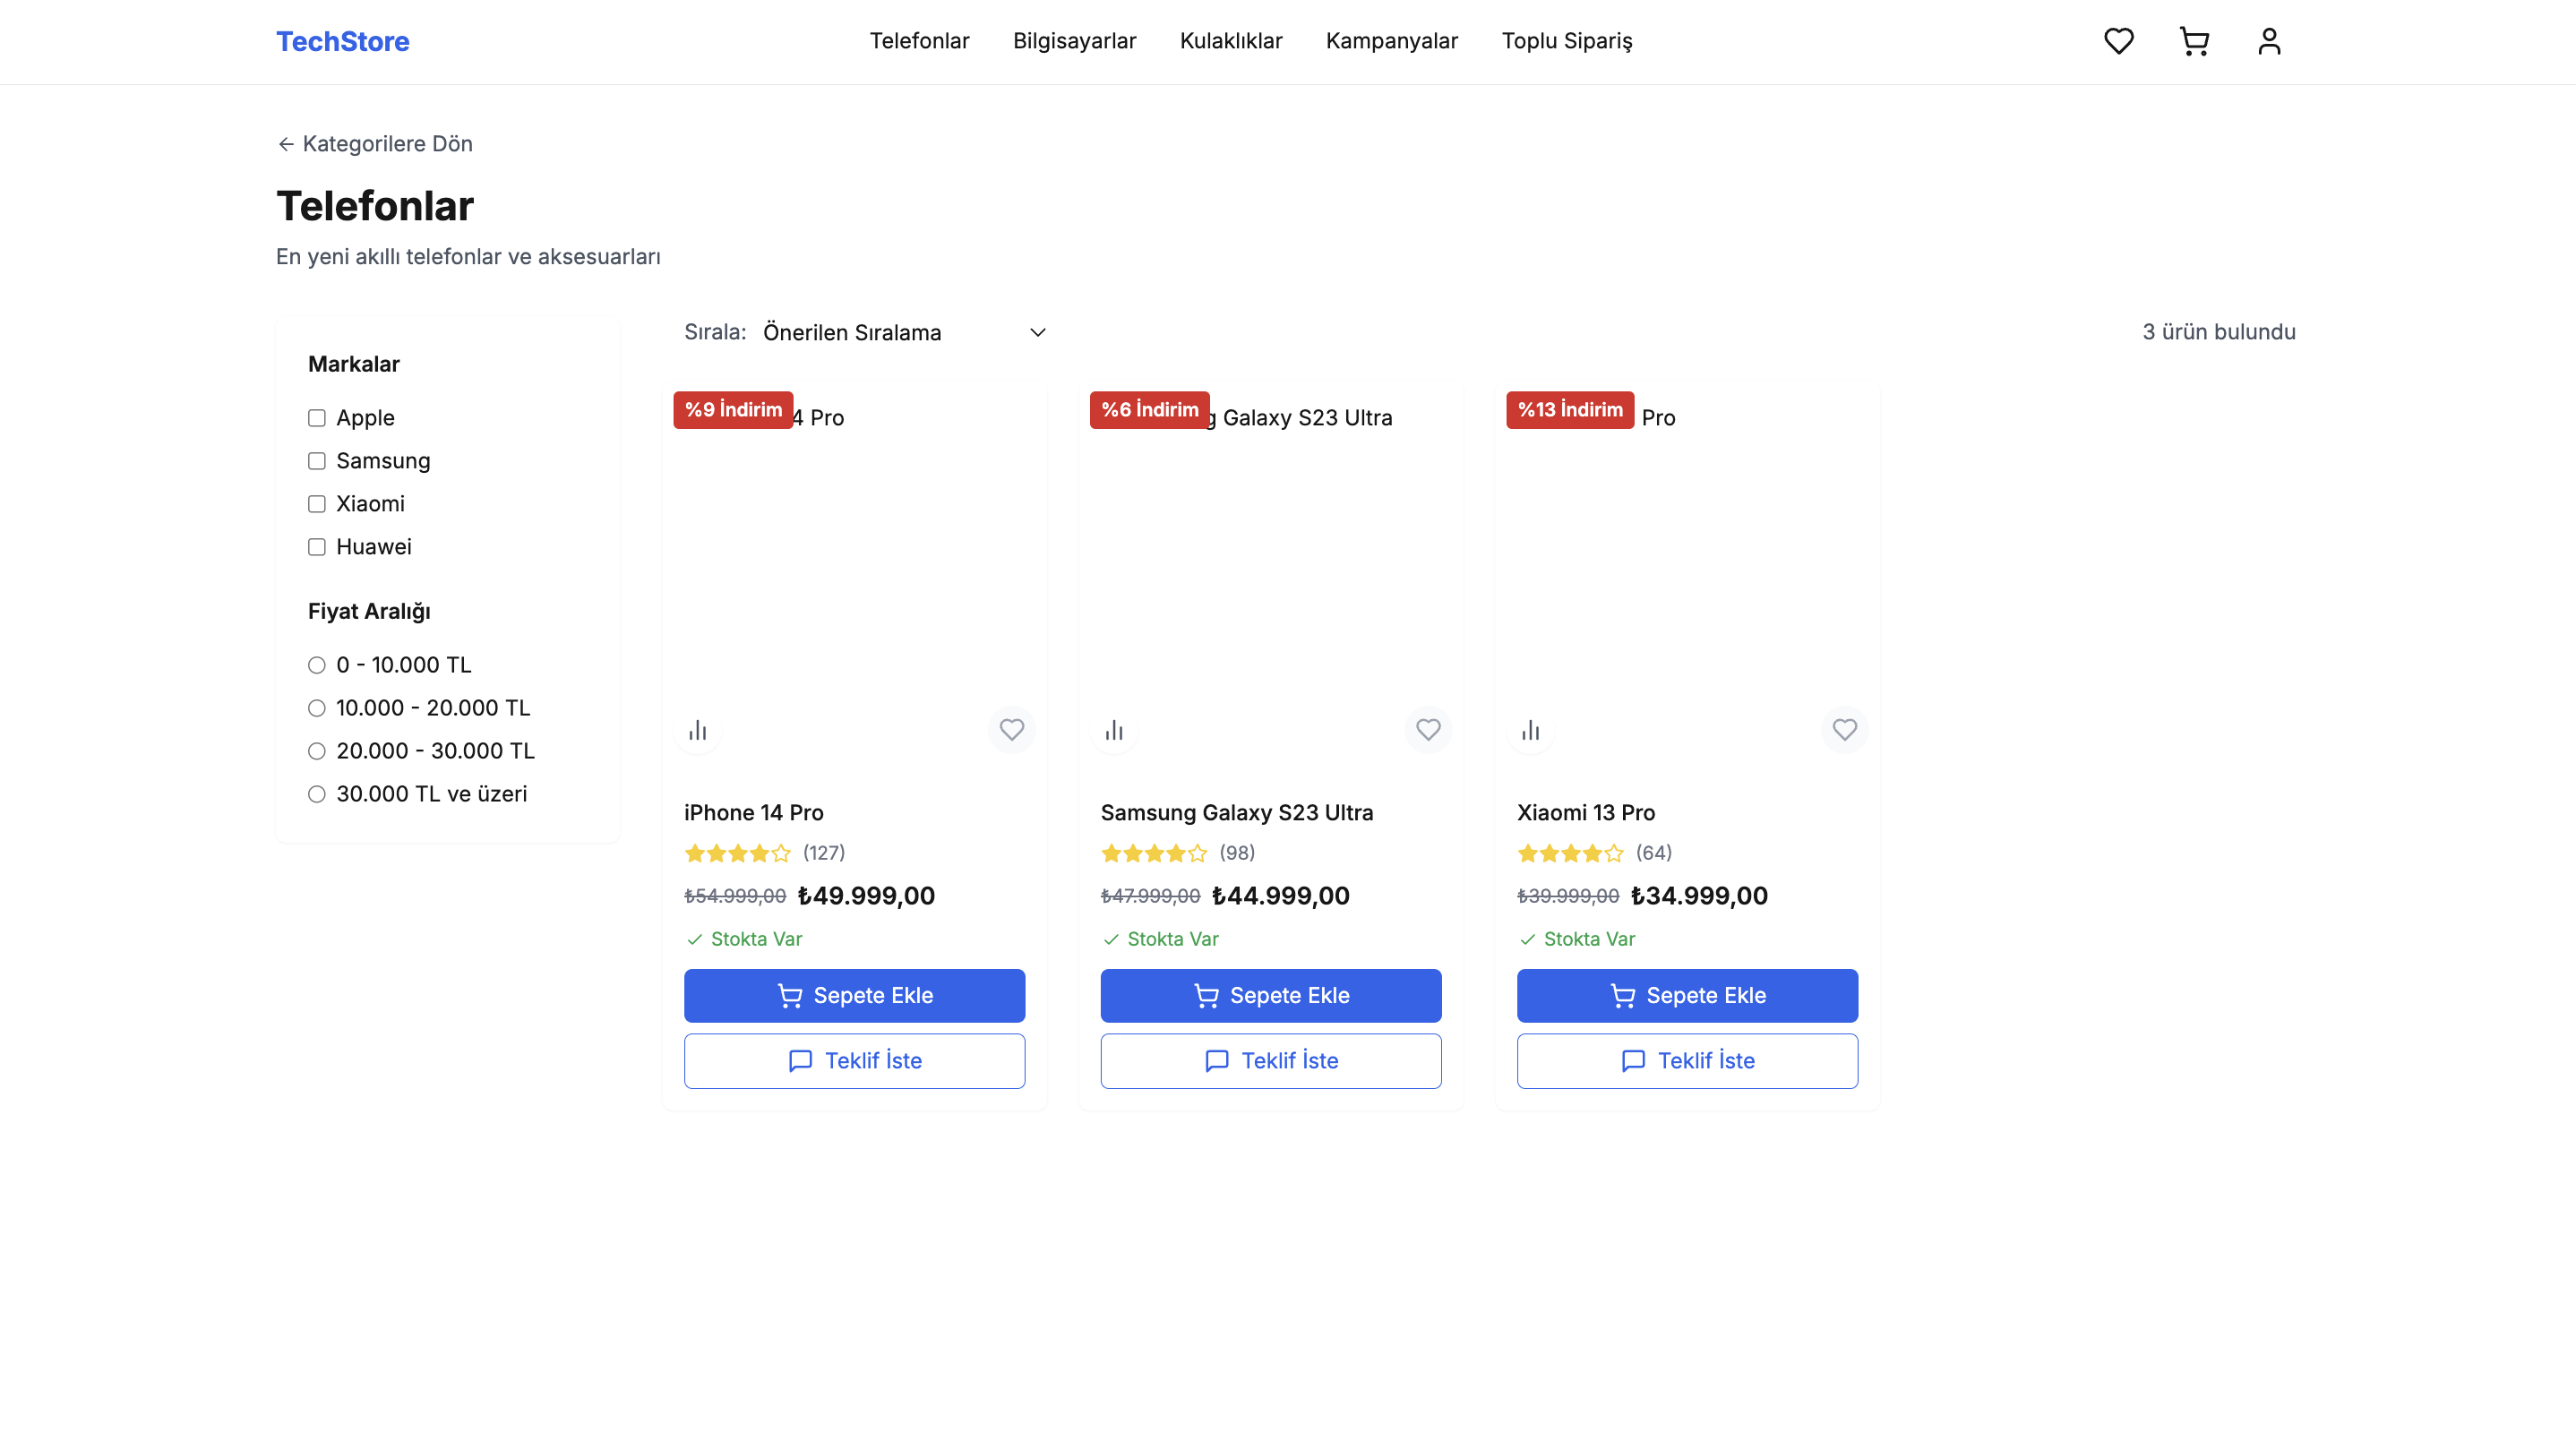 TechStore
Telefonlar
Bilgisayarlar
Kulaklıklar
Kampanyalar
Toplu Sipariş
Kategorilere Dön
Telefonlar
En yeni akıllı telefonlar ve aksesuarları
Markalar
Apple
Samsung
Xiaomi
Huawei
Fiyat Aralığı
0 - 10.000 TL
10.000 - 20.000 TL
20.000 - 30.000 TL
30.000 TL ve üzeri
Sırala: Önerilen Sıralama
3 ürün bulundu
%9 İndirim
4 Pro
iPhone 14 Pro
(127)
₺54.999,00 ₺49.999,00
Stokta Var
Sepete Ekle
Teklif İste
%6 İndirim
g Galaxy S23 Ultra
Samsung Galaxy S23 Ultra
(98)
₺47.999,00 ₺44.999,00
Stokta Var
Sepete Ekle
Teklif İste
%13 İndirim
Pro
Xiaomi 13 Pro
(64)
₺39.999,00 ₺34.999,00
Stokta Var
Sepete Ekle
Teklif İste